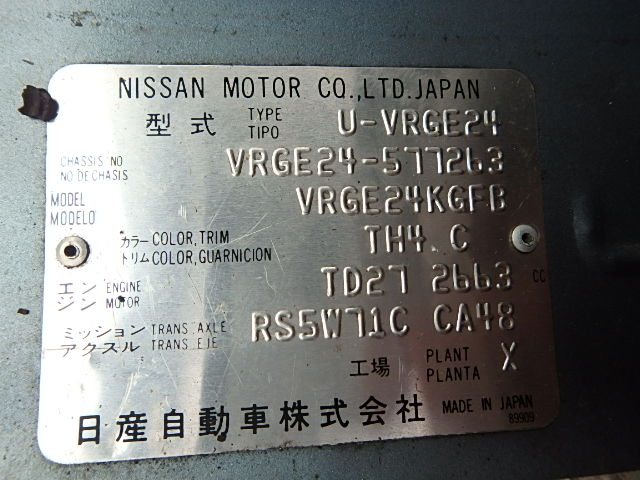 NISSAN MOTOR CO.,LTD.JAPAN
型式 TYPE TIPO U-VRGE24
CHASSIS NO NO DE CHASIS VRGE24-577263
MODEL MODELO VRGE24KGFB
カラー COLOR,TRIM TH4 C
トリム COLOR,GUARNICION
エンジン ENGINE MOTOR TD27 2663 CC
ミッション TRANS. AXLE RS5W71C CA48
アクスル TRANS. EJE
工場 PLANT PLANTA X
日産自動車株式会社 MADE IN JAPAN
89909